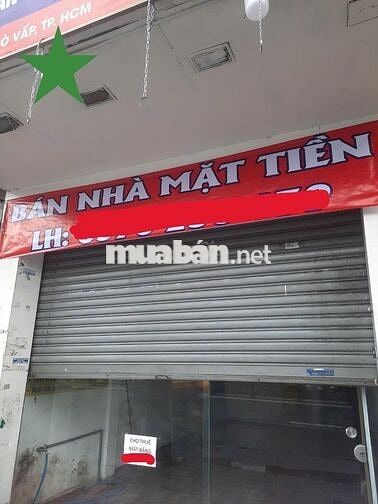 Ò VẤP, TP. HCM
BÁN NHÀ MẶT TIỀN
LH:
muabán.net
CHO THUÊ
MẶT BẰNG